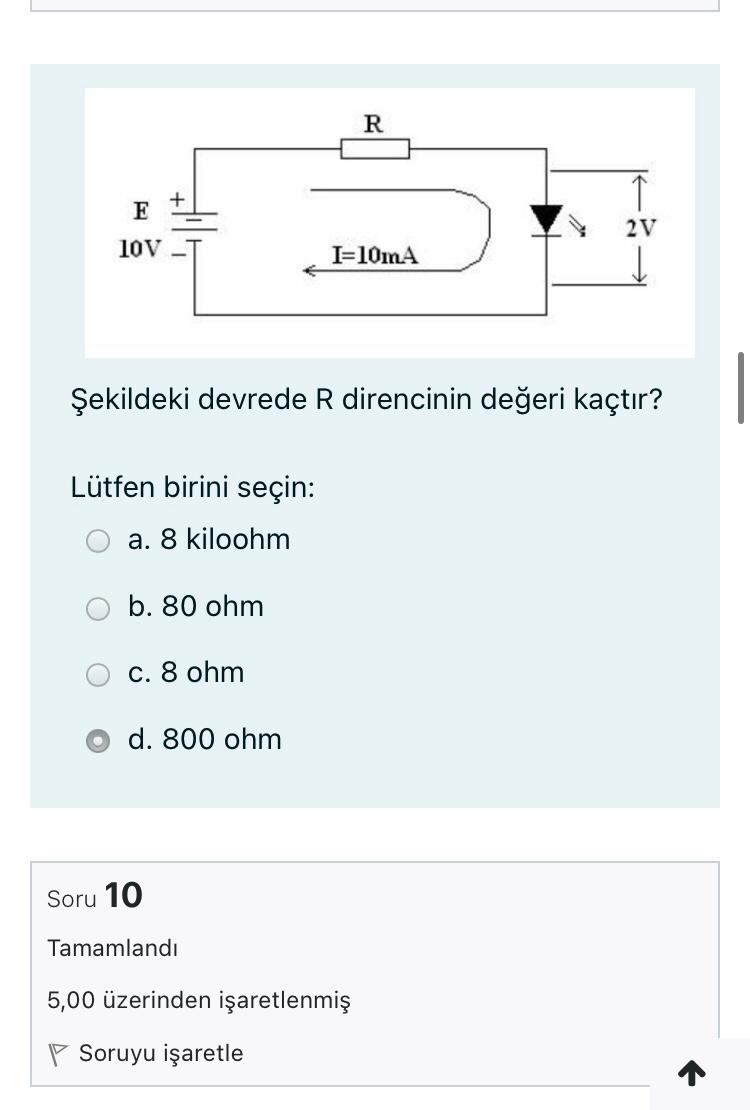 R
E
+
10V
–
I=10mA
2V
Şekildeki devrede R direncinin değeri kaçtır?
Lütfen birini seçin:
a. 8 kiloohm
b. 80 ohm
c. 8 ohm
d. 800 ohm
Soru 10
Tamamlandı
5,00 üzerinden işaretlenmiş
Soruyu işaretle